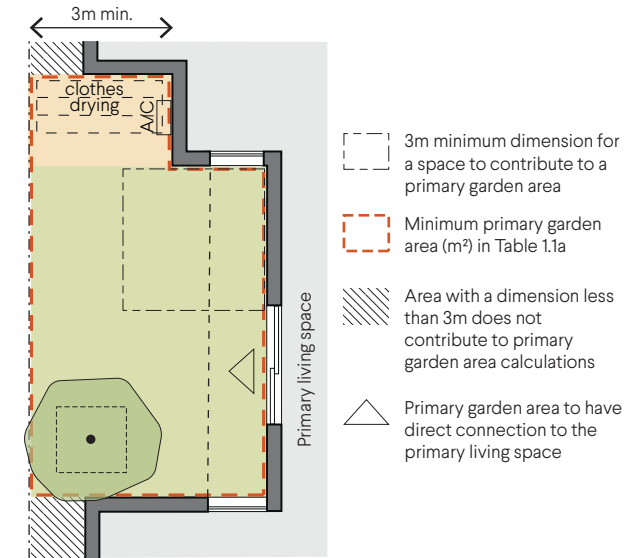 3m min.
clothes
drying
A/C
Primary living space
3m minimum dimension for
a space to contribute to a
primary garden area
Minimum primary garden
area (m²) in Table 1.1a
Area with a dimension less
than 3m does not
contribute to primary
garden area calculations
Primary garden area to have
direct connection to the
primary living space